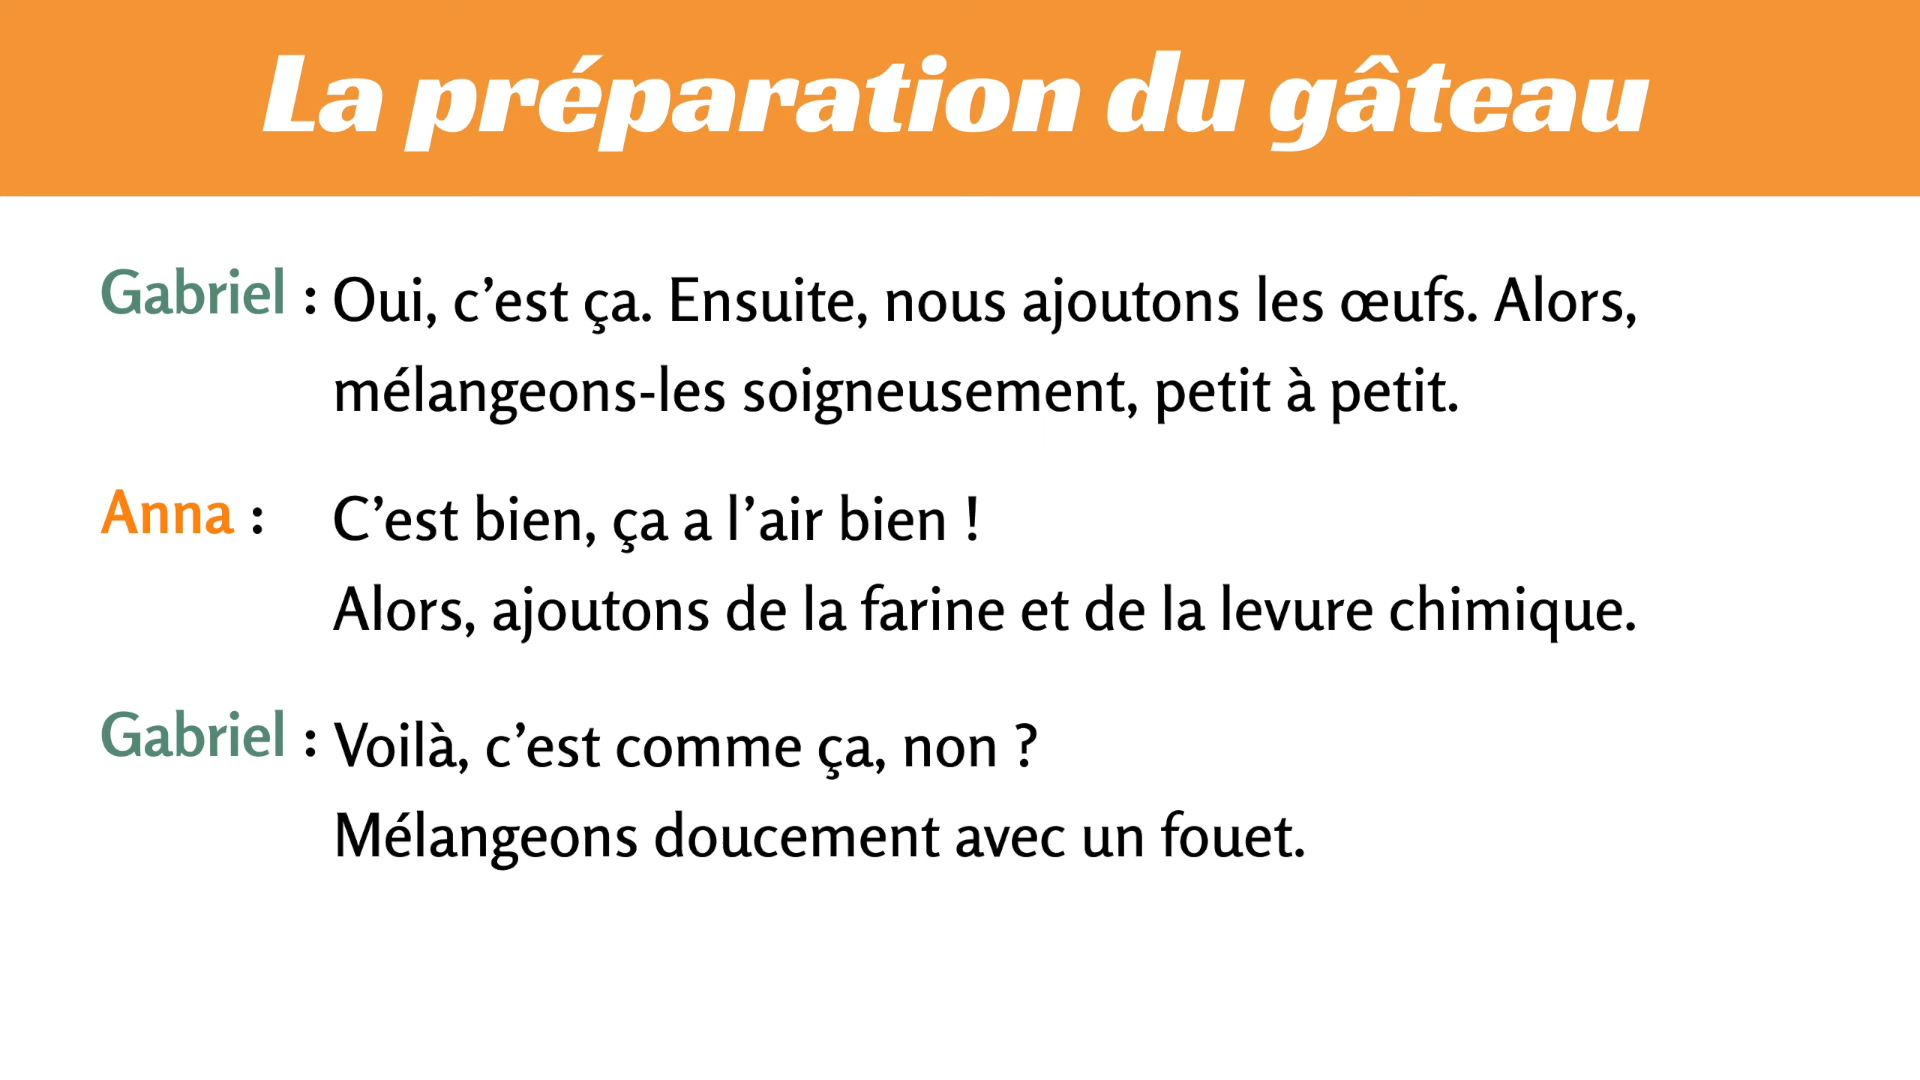 La préparation du gâteau
Gabriel : Oui, c’est ça. Ensuite, nous ajoutons les œufs. Alors,
mélangeons-les soigneusement, petit à petit.
Anna : C’est bien, ça a l’air bien !
Alors, ajoutons de la farine et de la levure chimique.
Gabriel : Voilà, c’est comme ça, non ?
Mélangeons doucement avec un fouet.